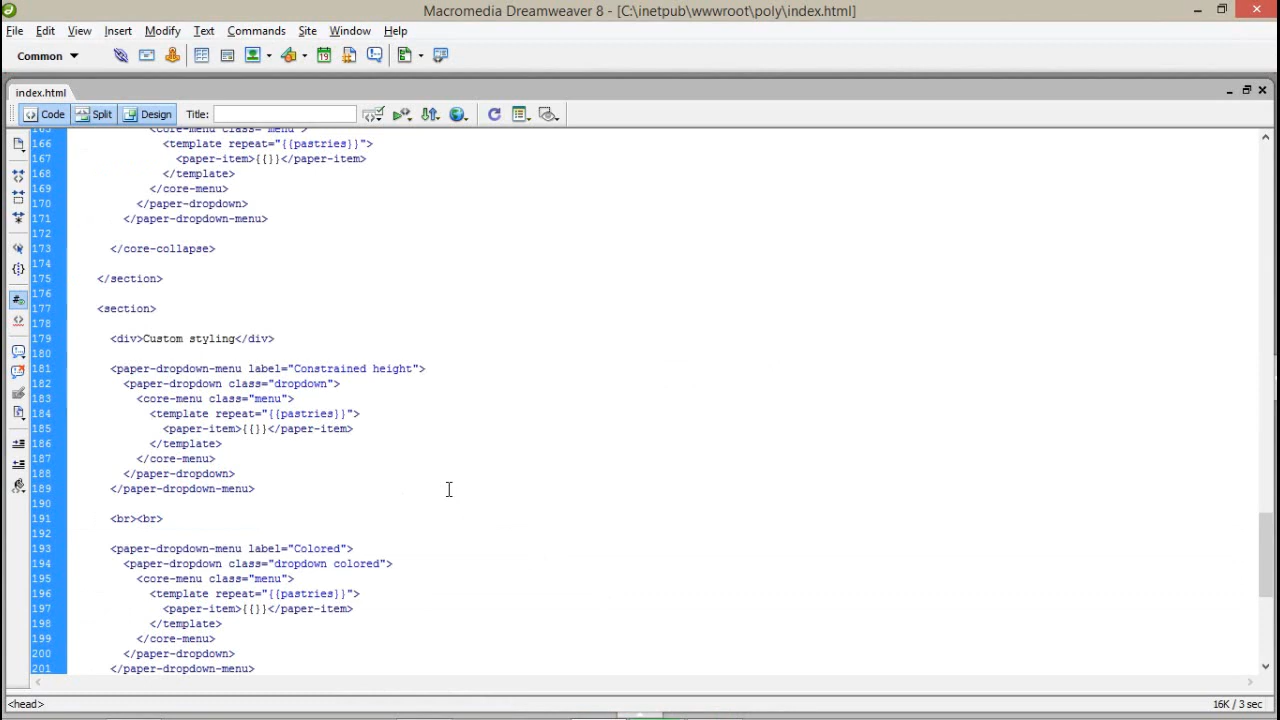 Macromedia Dreamweaver 8 - [C:\inetpub\wwwroot\poly\index.html]
File Edit View Insert Modify Text Commands Site Window Help
Common
index.html
Code Split Design Title:
165 <core-menu class="menu">
166 <template repeat="{{pastries}}">
167 <paper-item>{{}}</paper-item>
168 </template>
169 </core-menu>
170 </paper-dropdown>
171 </paper-dropdown-menu>
172
173 </core-collapse>
174
175 </section>
176
177 <section>
178
179 <div>Custom styling</div>
180
181 <paper-dropdown-menu label="Constrained height">
182 <paper-dropdown class="dropdown">
183 <core-menu class="menu">
184 <template repeat="{{pastries}}">
185 <paper-item>{{}}</paper-item>
186 </template>
187 </core-menu>
188 </paper-dropdown>
189 </paper-dropdown-menu>
190
191 <br><br>
192
193 <paper-dropdown-menu label="Colored">
194 <paper-dropdown class="dropdown colored">
195 <core-menu class="menu">
196 <template repeat="{{pastries}}">
197 <paper-item>{{}}</paper-item>
198 </template>
199 </core-menu>
200 </paper-dropdown>
201 </paper-dropdown-menu>
<head> 16K / 3 sec